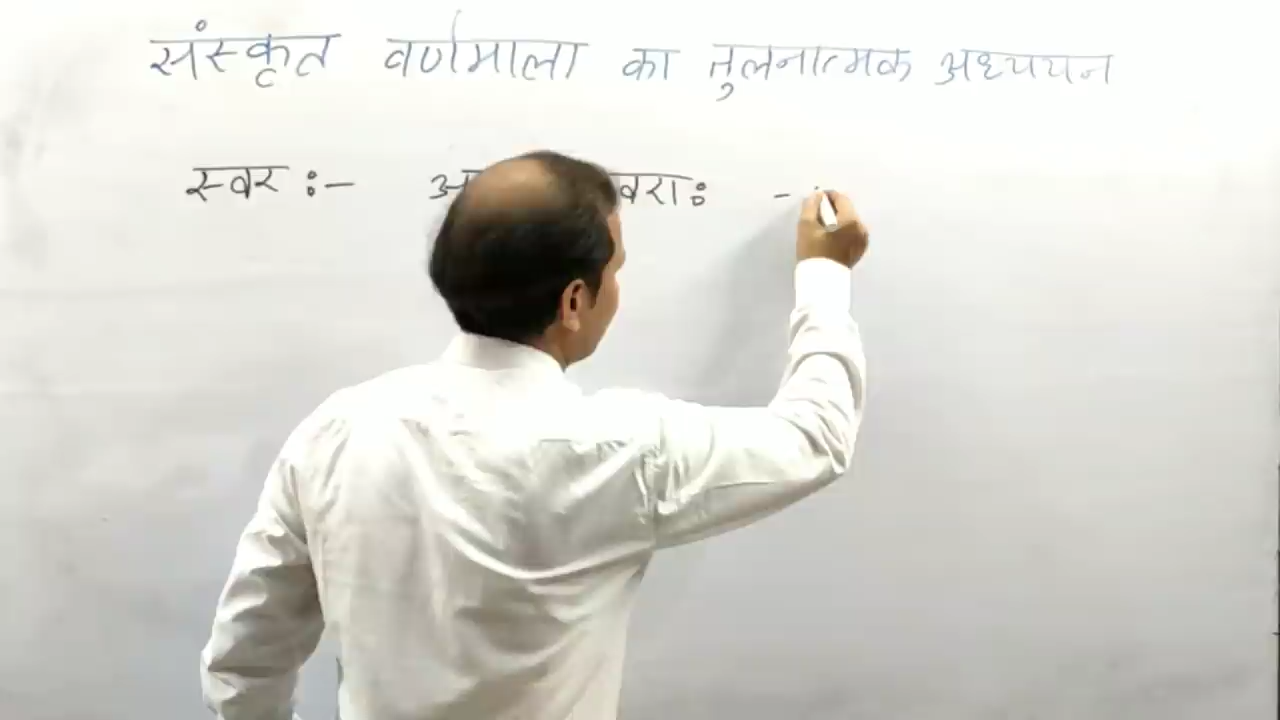 संस्कृत वर्णमाला का तुलनात्मक अध्ययन
स्वर :-